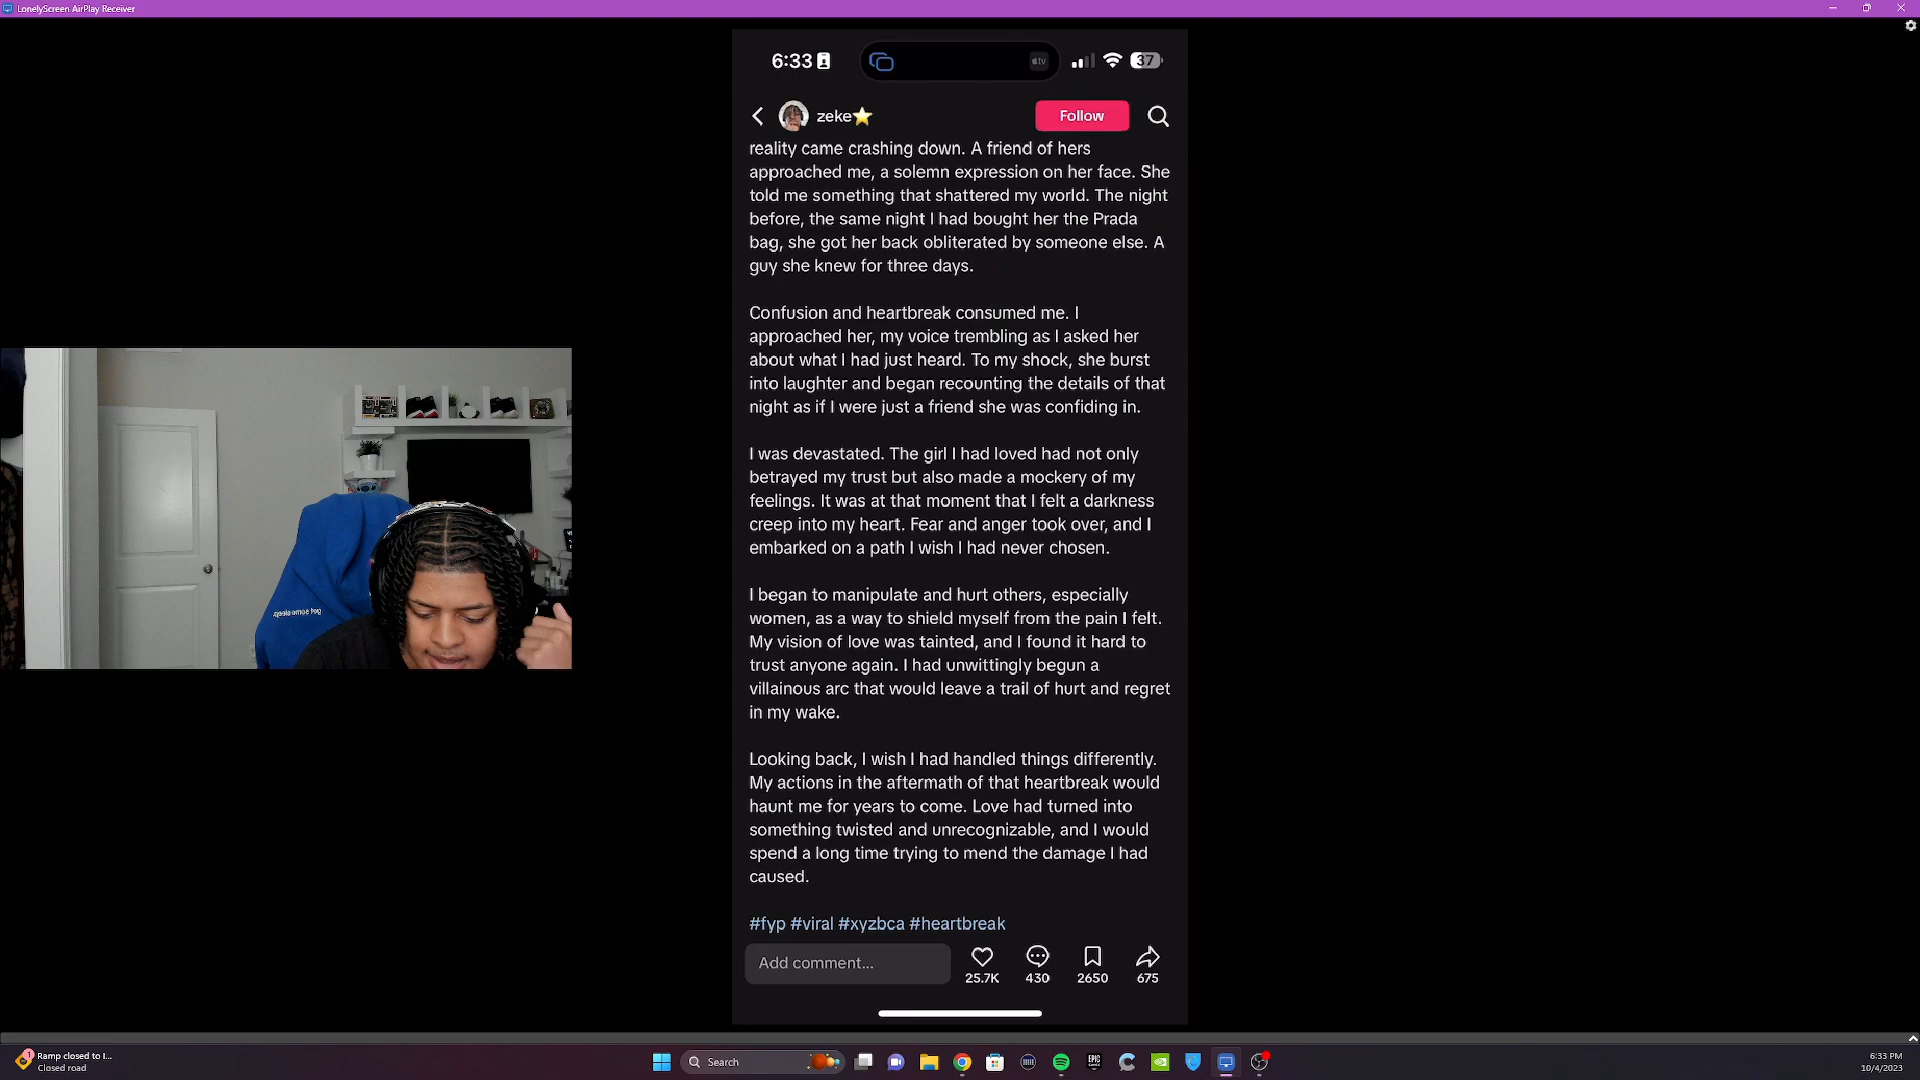 LonelyScreen AirPlay Receiver
6:33
tv
37
zeke⭐
Follow
reality came crashing down. A friend of hers
approached me, a solemn expression on her face. She
told me something that shattered my world. The night
before, the same night I had bought her the Prada
bag, she got her back obliterated by someone else. A
guy she knew for three days.
Confusion and heartbreak consumed me. I
approached her, my voice trembling as I asked her
about what I had just heard. To my shock, she burst
into laughter and began recounting the details of that
night as if I were just a friend she was confiding in.
I was devastated. The girl I had loved had not only
betrayed my trust but also made a mockery of my
feelings. It was at that moment that I felt a darkness
creep into my heart. Fear and anger took over, and I
embarked on a path I wish I had never chosen.
I began to manipulate and hurt others, especially
women, as a way to shield myself from the pain I felt.
My vision of love was tainted, and I found it hard to
trust anyone again. I had unwittingly begun a
villainous arc that would leave a trail of hurt and regret
in my wake.
Looking back, I wish I had handled things differently.
My actions in the aftermath of that heartbreak would
haunt me for years to come. Love had turned into
something twisted and unrecognizable, and I would
spend a long time trying to mend the damage I had
caused.
#fyp #viral #xyzbca #heartbreak
Add comment...
25.7K
430
2650
675
get some sleep.
1
Ramp closed to I...
Closed road
Search
EPIC
6:33 PM
10/4/2023